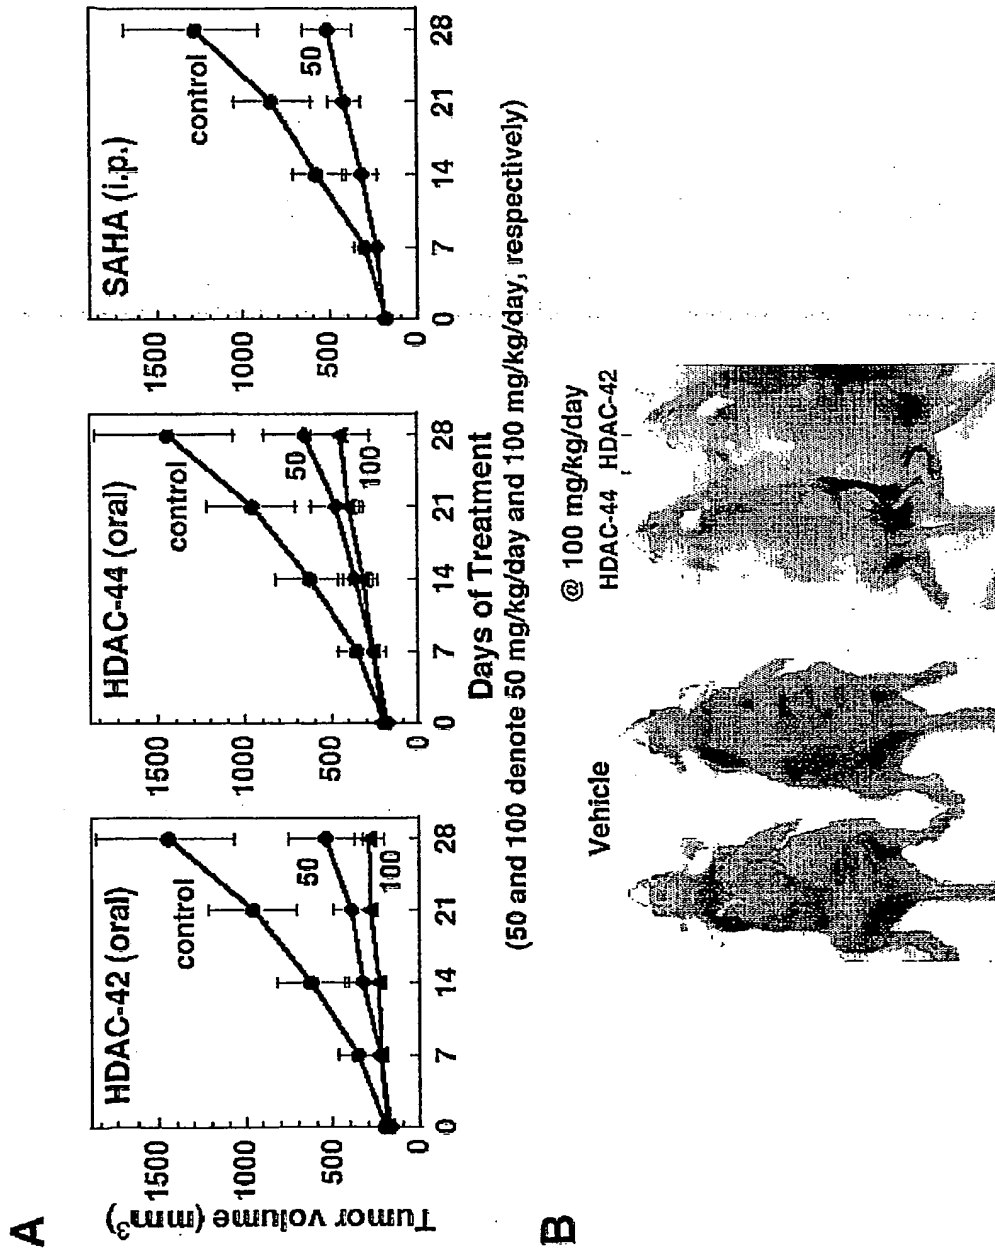 A
HDAC-42 (oral)
control
50
100
1500
1000
500
0
0 7 14 21 28
Tumor volume (mm³)
HDAC-44 (oral)
control
50
100
1500
1000
500
0
0 7 14 21 28
SAHA (i.p.)
control
50
1500
1000
500
0
0 7 14 21 28
Days of Treatment
(50 and 100 denote 50 mg/kg/day and 100 mg/kg/day, respectively)
B
Vehicle
@ 100 mg/kg/day
HDAC-44 HDAC-42